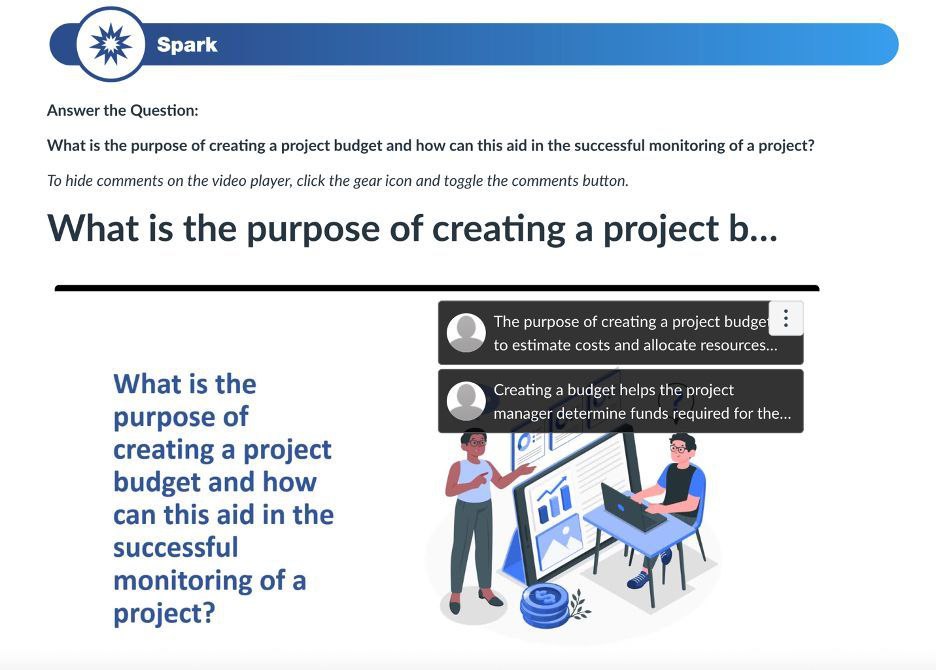 Spark
Answer the Question:
What is the purpose of creating a project budget and how can this aid in the successful monitoring of a project?
To hide comments on the video player, click the gear icon and toggle the comments button.
What is the purpose of creating a project b...
The purpose of creating a project budget
to estimate costs and allocate resources...
Creating a budget helps the project
manager determine funds required for the...
What is the
purpose of
creating a project
budget and how
can this aid in the
successful
monitoring of a
project?